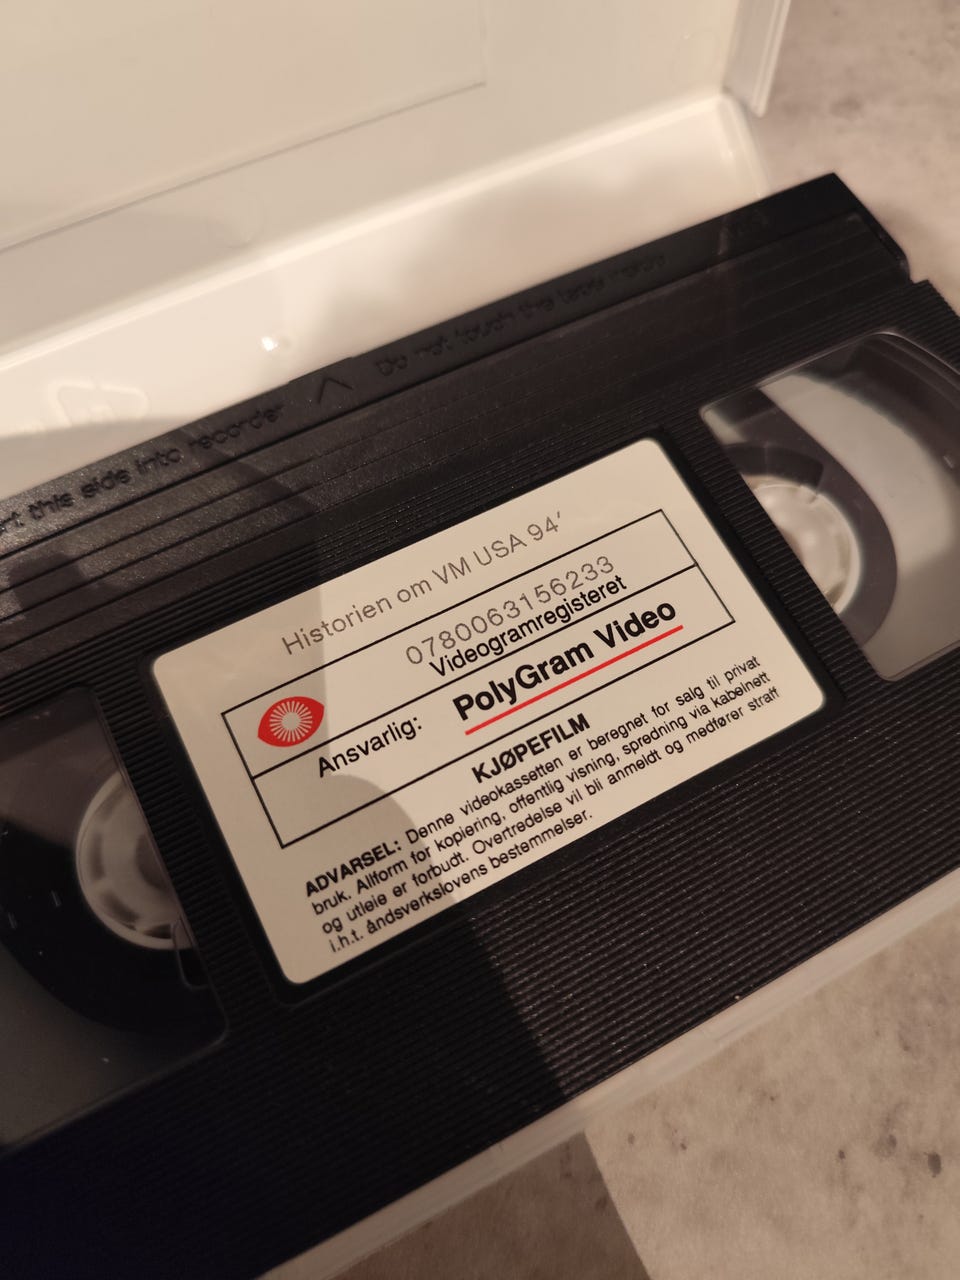 this side into recorder
Do not touch the tape inside
Historien om VM USA 94'
0780063156233
Videogramregisteret
Ansvarlig: PolyGram Video
KJØPEFILM
ADVARSEL: Denne videokassetten er beregnet for salg til privat
bruk. Allform for kopiering, offentlig visning, spredning via kabelnett
og utleie er forbudt. Overtredelse vil bli anmeldt og medfører straff
i.h.t. åndsverkslovens bestemmelser.